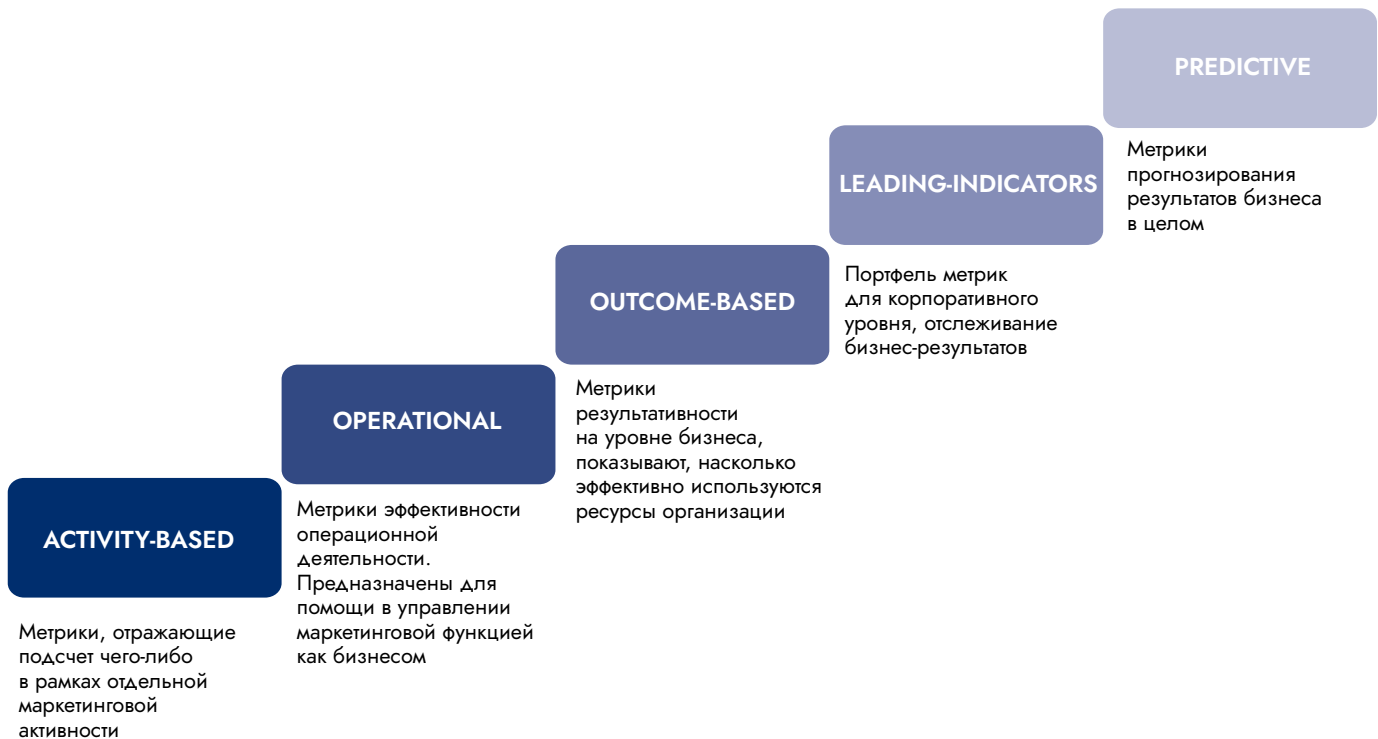 PREDICTIVE
Метрики
прогнозирования
результатов бизнеса
в целом
LEADING-INDICATORS
Портфель метрик
для корпоративного
уровня, отслеживание
бизнес-результатов
OUTCOME-BASED
Метрики
результативности
на уровне бизнеса,
показывают, насколько
эффективно используются
ресурсы организации
OPERATIONAL
Метрики эффективности
операционной
деятельности.
Предназначены для
помощи в управлении
маркетинговой функцией
как бизнесом
ACTIVITY-BASED
Метрики, отражающие
подсчет чего-либо
в рамках отдельной
маркетинговой
активности